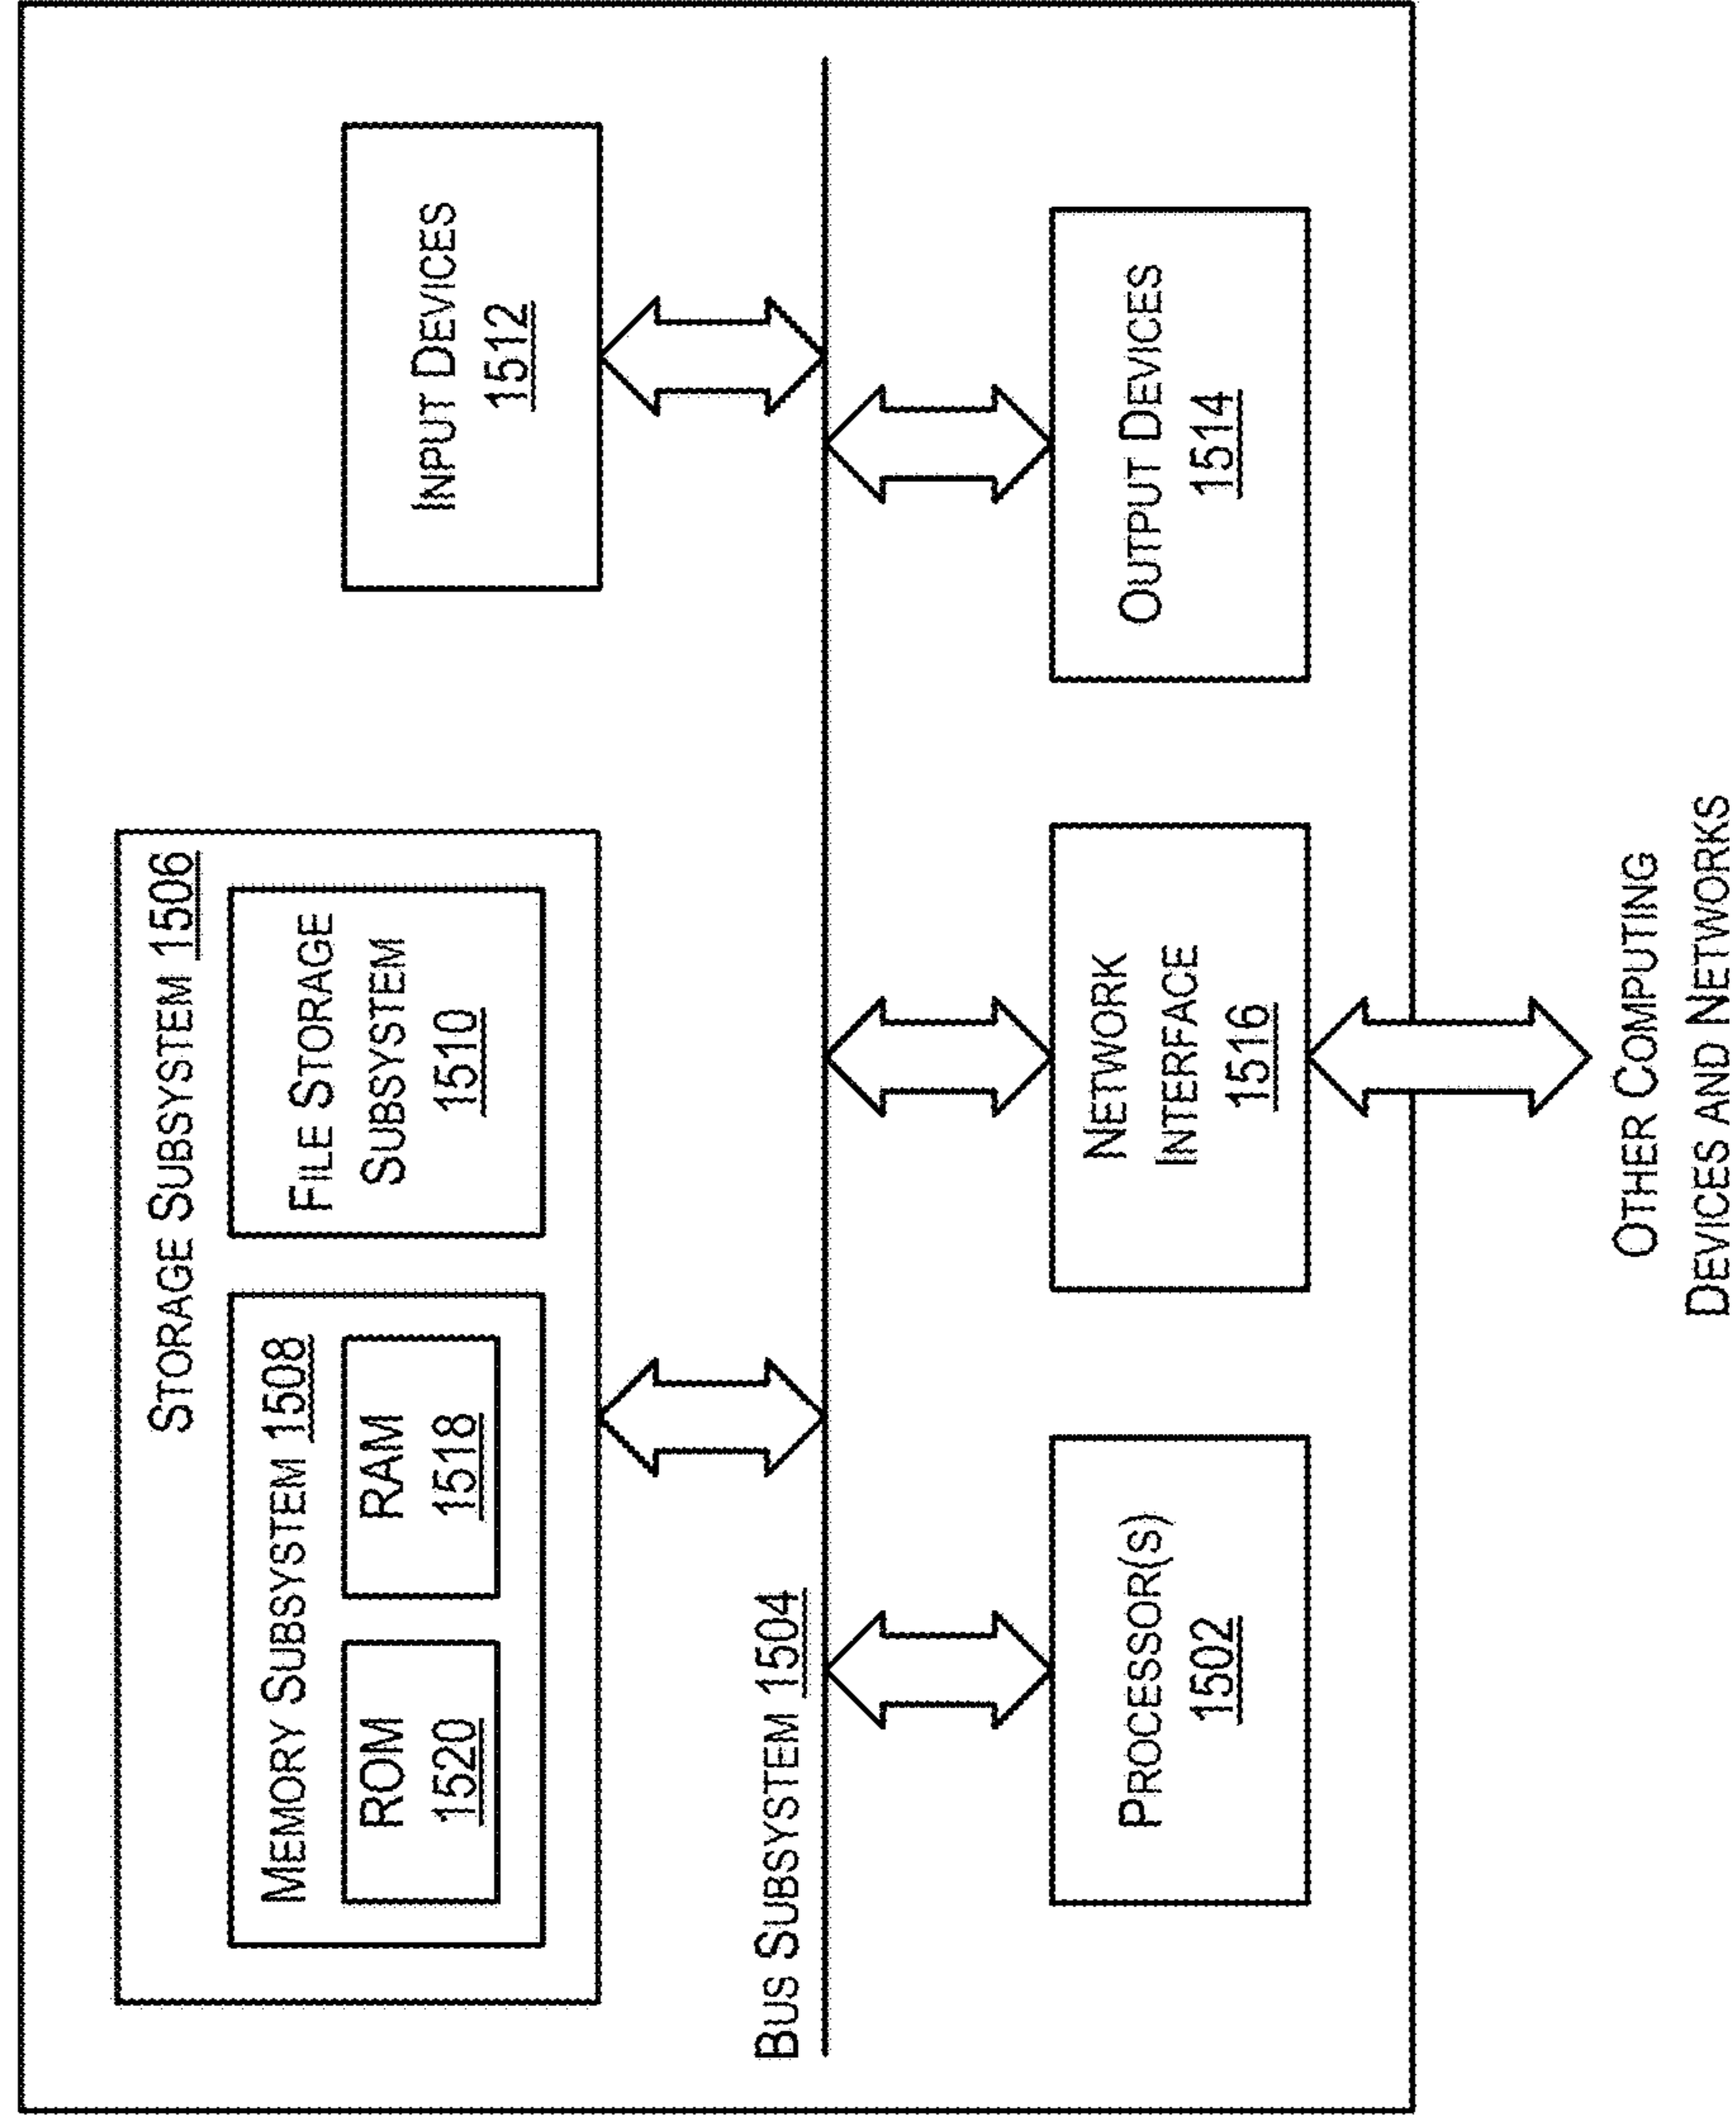 STORAGE SUBSYSTEM 1506
MEMORY SUBSYSTEM 1508
ROM
1520
RAM
1518
FILE STORAGE
SUBSYSTEM
1510
INPUT DEVICES
1512
BUS SUBSYSTEM 1504
PROCESSOR(S)
1502
NETWORK
INTERFACE
1516
OUTPUT DEVICES
1514
OTHER COMPUTING
DEVICES AND NETWORKS